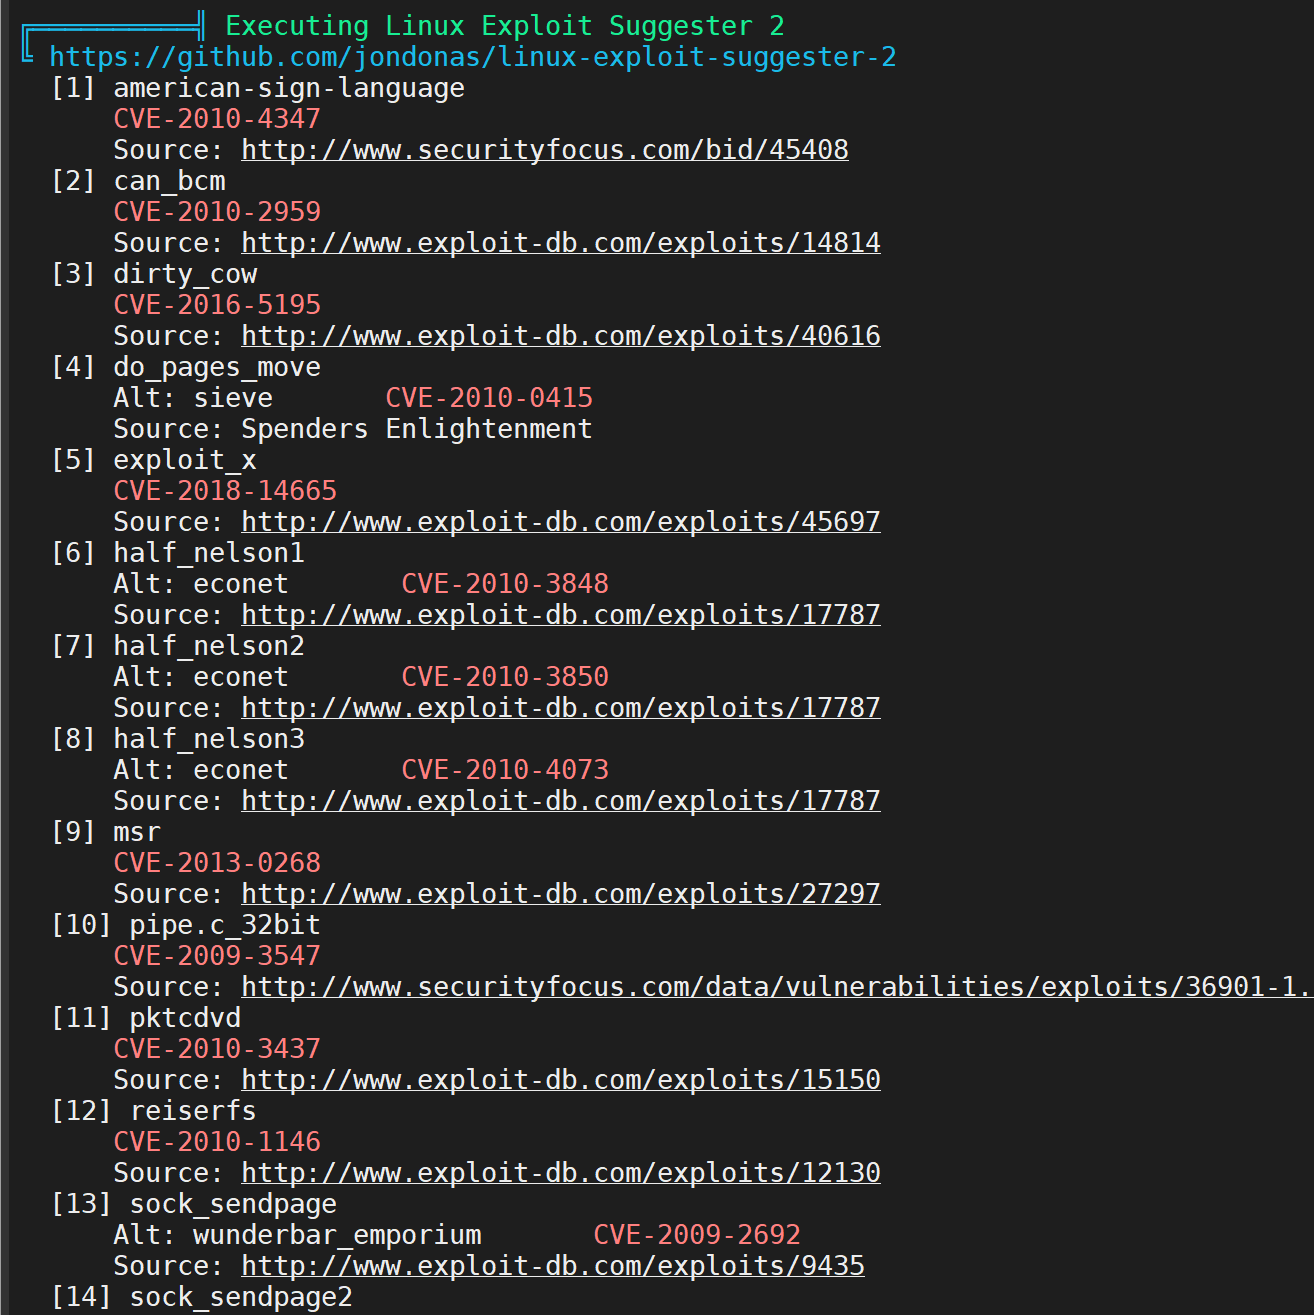 Executing Linux Exploit Suggester 2
https://github.com/jondonas/linux-exploit-suggester-2
[1] american-sign-language
CVE-2010-4347
Source: http://www.securityfocus.com/bid/45408
[2] can_bcm
CVE-2010-2959
Source: http://www.exploit-db.com/exploits/14814
[3] dirty_cow
CVE-2016-5195
Source: http://www.exploit-db.com/exploits/40616
[4] do_pages_move
Alt: sieve CVE-2010-0415
Source: Spenders Enlightenment
[5] exploit_x
CVE-2018-14665
Source: http://www.exploit-db.com/exploits/45697
[6] half_nelson1
Alt: econet CVE-2010-3848
Source: http://www.exploit-db.com/exploits/17787
[7] half_nelson2
Alt: econet CVE-2010-3850
Source: http://www.exploit-db.com/exploits/17787
[8] half_nelson3
Alt: econet CVE-2010-4073
Source: http://www.exploit-db.com/exploits/17787
[9] msr
CVE-2013-0268
Source: http://www.exploit-db.com/exploits/27297
[10] pipe.c_32bit
CVE-2009-3547
Source: http://www.securityfocus.com/data/vulnerabilities/exploits/36901-1.
[11] pktcdvd
CVE-2010-3437
Source: http://www.exploit-db.com/exploits/15150
[12] reiserfs
CVE-2010-1146
Source: http://www.exploit-db.com/exploits/12130
[13] sock_sendpage
Alt: wunderbar_emporium CVE-2009-2692
Source: http://www.exploit-db.com/exploits/9435
[14] sock_sendpage2